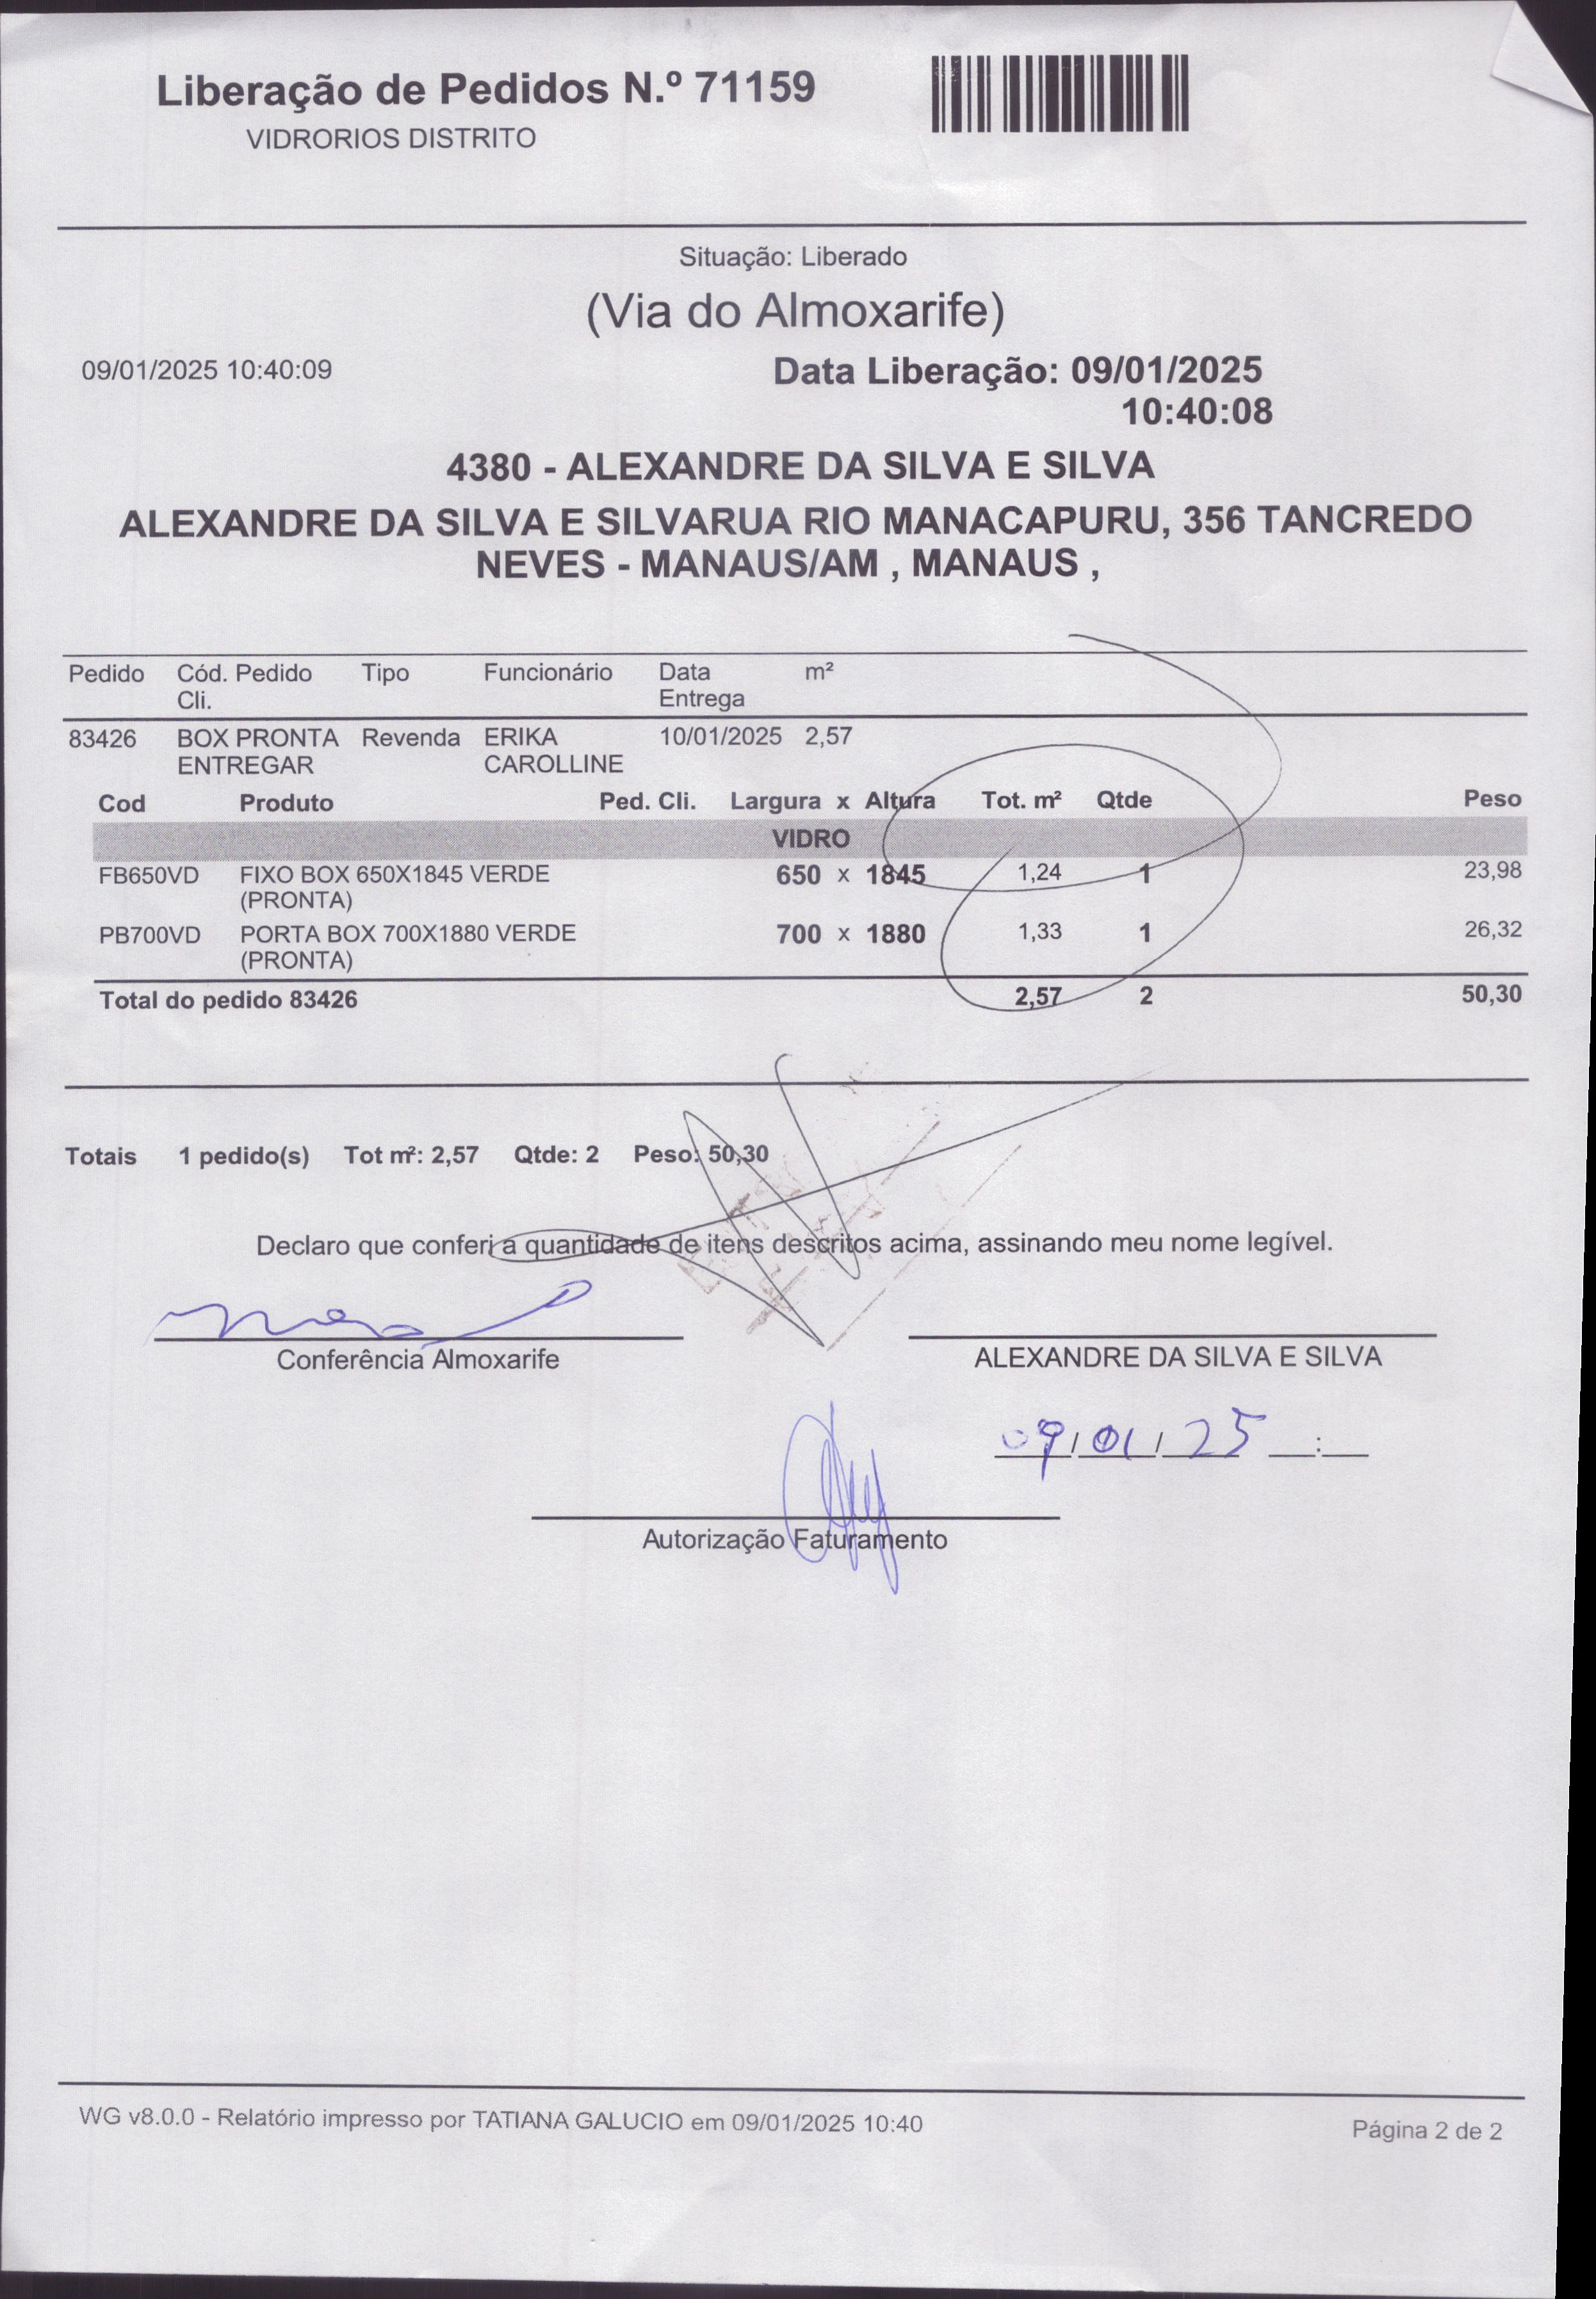 Liberação de Pedidos N.º 71159
VIDRORIOS DISTRITO
Situação: Liberado
(Via do Almoxarife)
09/01/2025 10:40:09
Data Liberação: 09/01/2025
10:40:08
4380 - ALEXANDRE DA SILVA E SILVA
ALEXANDRE DA SILVA E SILVARUA RIO MANACAPURU, 356 TANCREDO
NEVES - MANAUS/AM , MANAUS ,
Pedido Cód. Pedido Tipo Funcionário Data m²
Cli. Entrega
83426 BOX PRONTA Revenda ERIKA 10/01/2025 2,57
ENTREGAR CAROLLINE
Cod Produto Ped. Cli. Largura x Altura Tot. m² Qtde Peso
VIDRO
FB650VD FIXO BOX 650X1845 VERDE 650 x 1845 1,24 1 23,98
(PRONTA)
PB700VD PORTA BOX 700X1880 VERDE 700 x 1880 1,33 1 26,32
(PRONTA)
Total do pedido 83426 2,57 2 50,30
Totais 1 pedido(s) Tot m²: 2,57 Qtde: 2 Peso: 50,30
Declaro que conferi a quantidade de itens descritos acima, assinando meu nome legível.
Conferência Almoxarife
ALEXANDRE DA SILVA E SILVA
09/01/25 __:__
Autorização Faturamento
WG v8.0.0 - Relatório impresso por TATIANA GALUCIO em 09/01/2025 10:40
Página 2 de 2